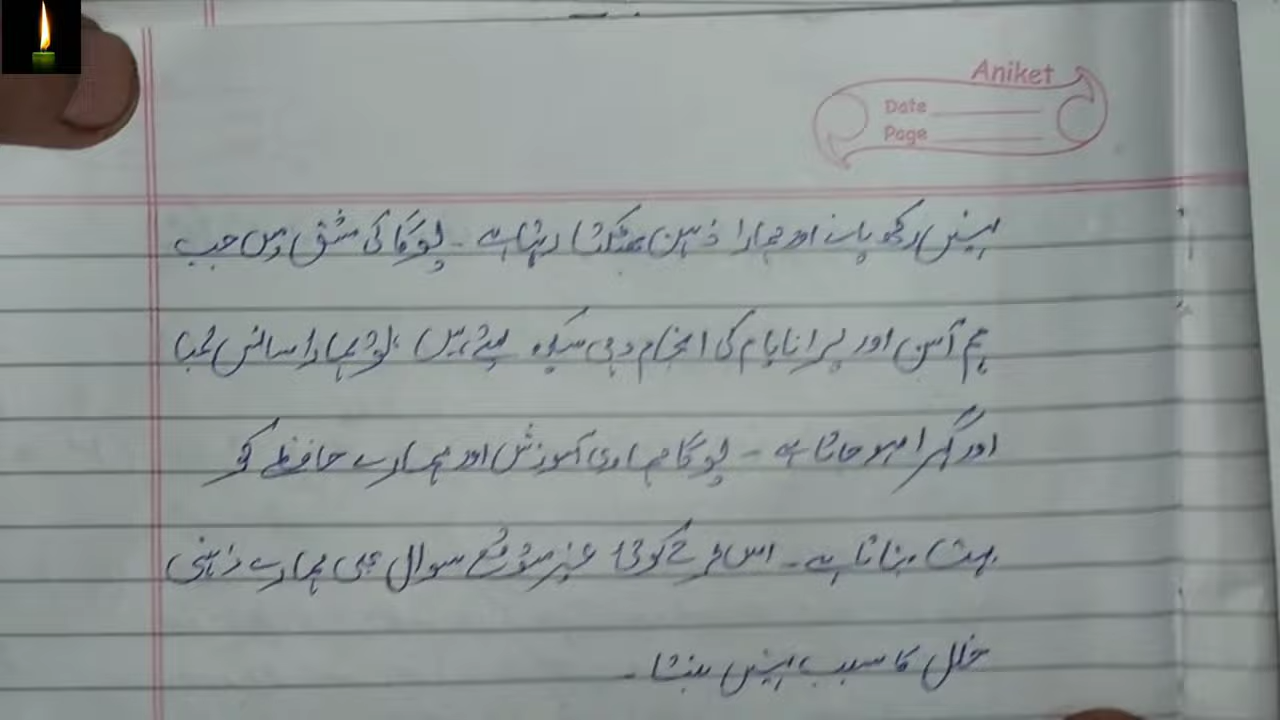 Aniket
Date
Page
نہیں رکھ پاتے اور ہمارا ذہن بھٹکتا رہتا ہے۔ یوگا کی مشق میں جب
ہم آسن اور پرانایام کی انجام دہی سیکھ لیتے ہیں، تو ہمارا سانس لمبا
اور گہرا ہو جاتا ہے۔ یوگا ہماری آموزش اور ہمارے حافظے کو
بہت بناتا ہے۔ اس طرح کوئی غیر متوقع سوال بھی ہمارے ذہنی
خلل کا سبب نہیں بنتا۔